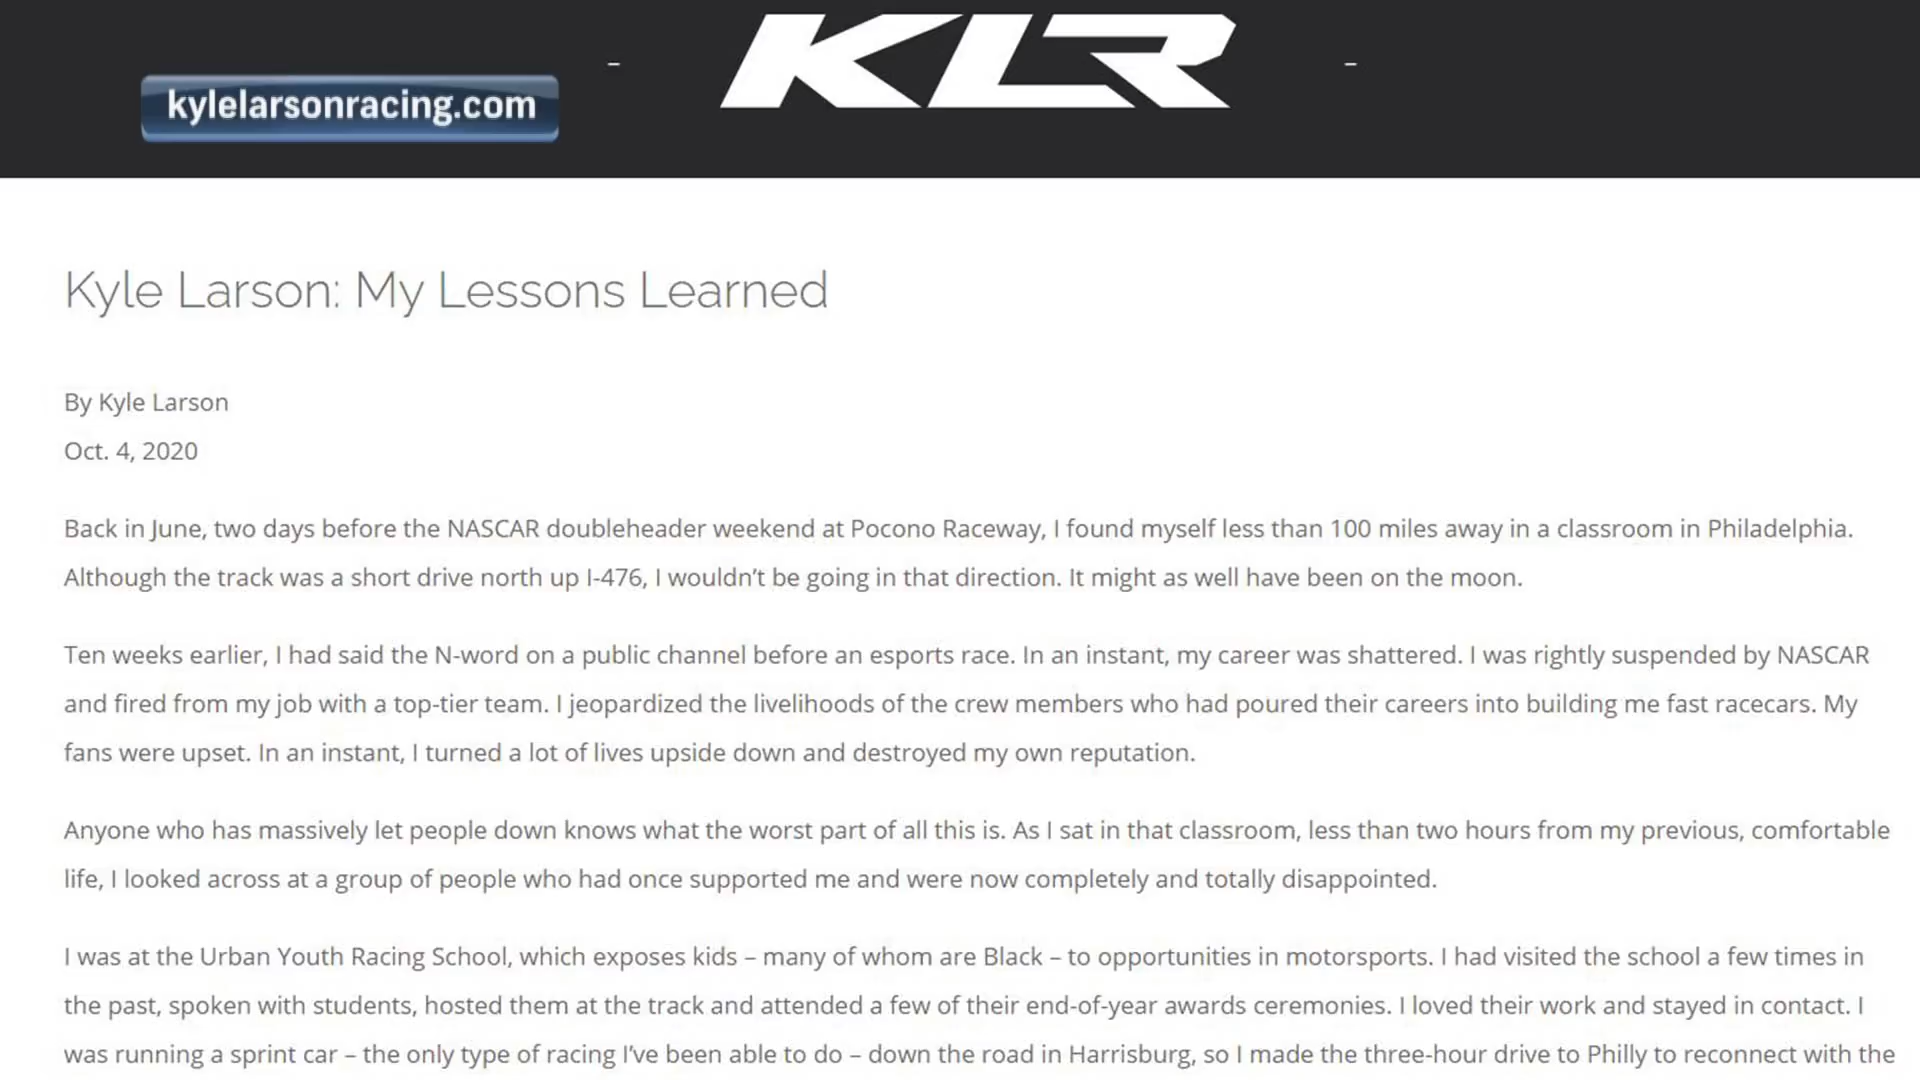 KLR
kylelarsonracing.com
Kyle Larson: My Lessons Learned
By Kyle Larson
Oct. 4, 2020
Back in June, two days before the NASCAR doubleheader weekend at Pocono Raceway, I found myself less than 100 miles away in a classroom in Philadelphia.
Although the track was a short drive north up I-476, I wouldn’t be going in that direction. It might as well have been on the moon.
Ten weeks earlier, I had said the N-word on a public channel before an esports race. In an instant, my career was shattered. I was rightly suspended by NASCAR
and fired from my job with a top-tier team. I jeopardized the livelihoods of the crew members who had poured their careers into building me fast racecars. My
fans were upset. In an instant, I turned a lot of lives upside down and destroyed my own reputation.
Anyone who has massively let people down knows what the worst part of all this is. As I sat in that classroom, less than two hours from my previous, comfortable
life, I looked across at a group of people who had once supported me and were now completely and totally disappointed.
I was at the Urban Youth Racing School, which exposes kids – many of whom are Black – to opportunities in motorsports. I had visited the school a few times in
the past, spoken with students, hosted them at the track and attended a few of their end-of-year awards ceremonies. I loved their work and stayed in contact. I
was running a sprint car – the only type of racing I’ve been able to do – down the road in Harrisburg, so I made the three-hour drive to Philly to reconnect with the